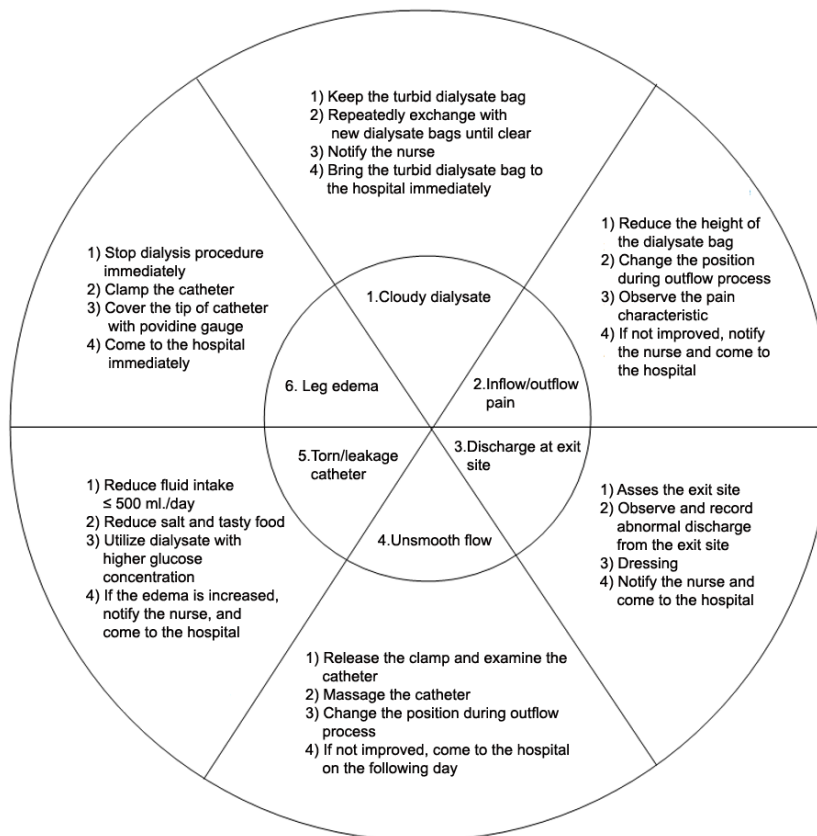 1) Keep the turbid dialysate bag
2) Repeatedly exchange with
new dialysate bags until clear
3) Notify the nurse
4) Bring the turbid dialysate bag to
the hospital immediately
1) Reduce the height of
the dialysate bag
2) Change the position
during outflow process
3) Observe the pain
characteristic
4) If not improved, notify
the nurse and come to
the hospital
1) Stop dialysis procedure
immediately
2) Clamp the catheter
3) Cover the tip of catheter
with povidine gauge
4) Come to the hospital
immediately
1.Cloudy dialysate
6. Leg edema
2.Inflow/outflow
pain
5.Torn/leakage
catheter
3.Discharge at exit
site
4.Unsmooth flow
1) Reduce fluid intake
≤ 500 ml./day
2) Reduce salt and tasty food
3) Utilize dialysate with
higher glucose
concentration
4) If the edema is increased,
notify the nurse, and
come to the hospital
1) Asses the exit site
2) Observe and record
abnormal discharge
from the exit site
3) Dressing
4) Notify the nurse and
come to the hospital
1) Release the clamp and examine the
catheter
2) Massage the catheter
3) Change the position during outflow
process
4) If not improved, come to the hospital
on the following day